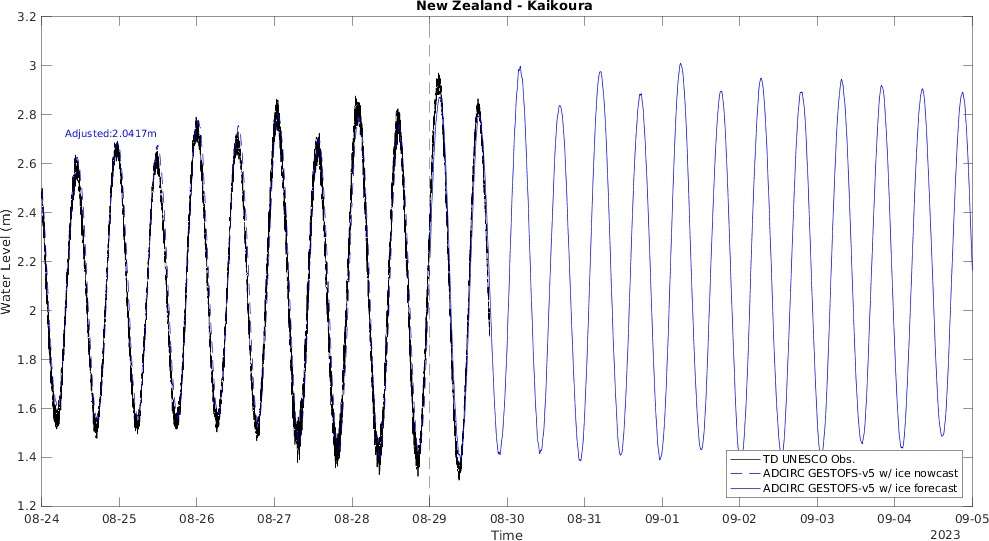 New Zealand - Kaikoura
3.2
3
2.8
2.6
2.4
2.2
2
1.8
1.6
1.4
1.2
Water Level (m)
Adjusted:2.0417m
TD UNESCO Obs.
ADCIRC GESTOFS-v5 w/ ice nowcast
ADCIRC GESTOFS-v5 w/ ice forecast
08-24 08-25 08-26 08-27 08-28 08-29 08-30 08-31 09-01 09-02 09-03 09-04 09-05
Time
2023